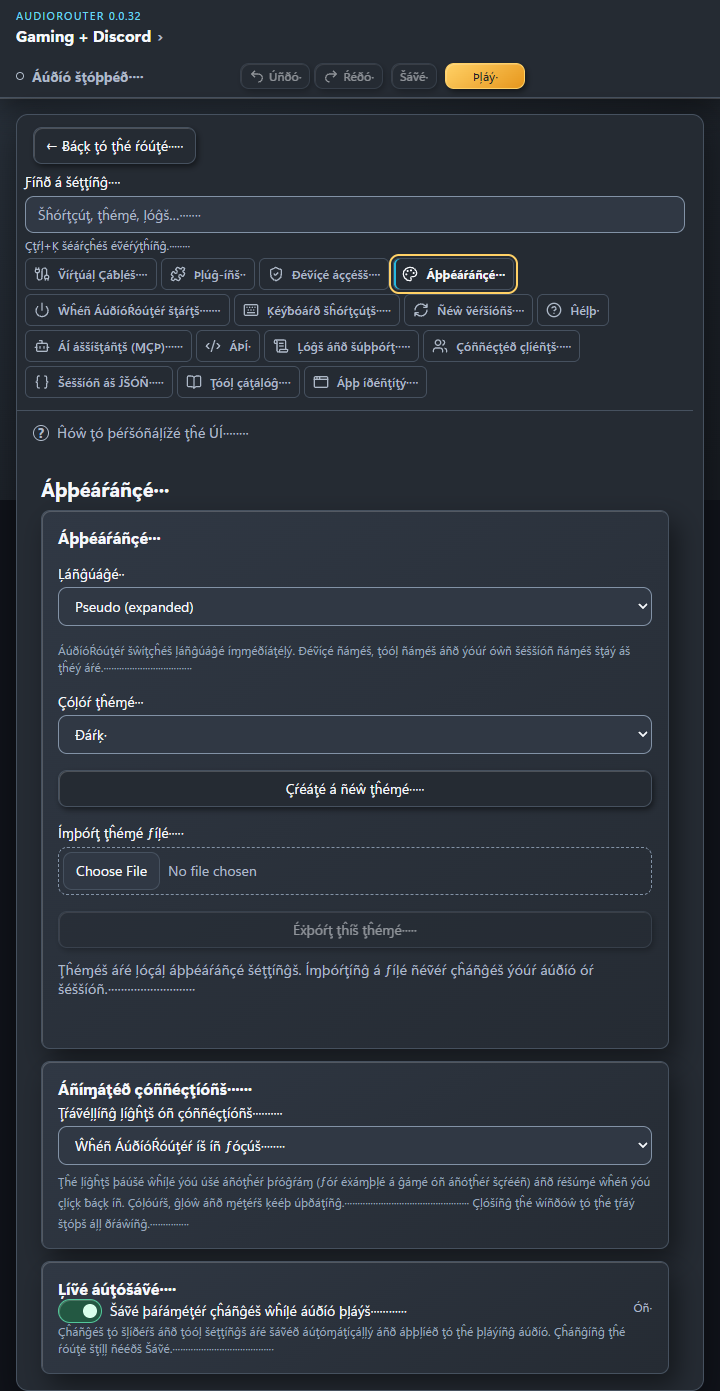 AUDIOROUTER 0.0.32
Gaming + Discord ›
Áúðíó šţóþþéð····
Úñðó·
Ŕéðó·
Šáṽé·
Þļáý·
← Ɓáçķ ţó ţĥé ŕóúţé·····
Ƒíñð á šéţţíñĝ····
Šĥóŕţçúţ, ţĥéɱé, ļóĝš...·······
Çţŕļ+Ķ šéáŕçĥéš éṽéŕýţĥíñĝ.········
Ṽíŕţúáļ Çáƀļéš····
Þļúĝ-íñš··
Ðéṽíçé áççéšš····
Áþþéáŕáñçé···
Ŵĥéñ ÁúðíóŔóúţéŕ šţáŕţš·······
Ķéýƀóáŕð šĥóŕţçúţš·····
Ñéŵ ṽéŕšíóñš····
Ĥéļþ·
ÁÍ áššíšţáñţš (ṀÇÞ)······
ÁÞÍ·
Ļóĝš áñð šúþþóŕţ·····
Çóññéçţéð çļíéñţš·····
Šéššíóñ áš ĴŠÓÑ·····
Ţóóļ çáţáļóĝ····
Áþþ íðéñţíţý····
Ĥóŵ ţó þéŕšóñáļížé ţĥé ÚÍ········
Áþþéáŕáñçé···
Áþþéáŕáñçé···
Ļáñĝúáĝé··
Pseudo (expanded)
ÁúðíóŔóúţéŕ šŵíţçĥéš ļáñĝúáĝé íɱɱéðíáţéļý. Ðéṽíçé ñáɱéš, ţóóļ ñáɱéš áñð ýóúŕ óŵñ šéššíóñ ñáɱéš šţáý áš
ţĥéý áŕé.································
Çóļóŕ ţĥéɱé···
Ðáŕķ·
Çŕéáţé á ñéŵ ţĥéɱé·····
Íɱþóŕţ ţĥéɱé ƒíļé·····
Choose File
No file chosen
Éẋþóŕţ ţĥíš ţĥéɱé·····
Ţĥéɱéš áŕé ļóçáļ áþþéáŕáñçé šéţţíñĝš. Íɱþóŕţíñĝ á ƒíļé ñéṽéŕ çĥáñĝéš ýóúŕ áúðíó óŕ
šéššíóñ.···························
Áñíɱáţéð çóññéçţíóñš······
Ţŕáṽéļļíñĝ ļíĝĥţš óñ çóññéçţíóñš··········
Ŵĥéñ ÁúðíóŔóúţéŕ íš íñ ƒóçúš········
Ţĥé ļíĝĥţš þáúšé ŵĥíļé ýóú úšé áñóţĥéŕ þŕóĝŕáɱ (ƒóŕ éẋáɱþļé á ĝáɱé óñ áñóţĥéŕ šçŕééñ) áñð ŕéšúɱé ŵĥéñ ýóú
çļíçķ ƀáçķ íñ. Çóļóúŕš, ĝļóŵ áñð ɱéţéŕš ķééþ úþðáţíñĝ.·········································· Çļóšíñĝ ţĥé ŵíñðóŵ ţó ţĥé ţŕáý
šţóþš áļļ ðŕáŵíñĝ.··············
Ļíṽé áúţóšáṽé····
Šáṽé þáŕáɱéţéŕ çĥáñĝéš ŵĥíļé áúðíó þļáýš············
Óñ·
Çĥáñĝéš ţó šļíðéŕš áñð ţóóļ šéţţíñĝš áŕé šáṽéð áúţóɱáţíçáļļý áñð áþþļíéð ţó ţĥé þļáýíñĝ áúðíó. Çĥáñĝíñĝ ţĥé
ŕóúţé šţíļļ ñééðš Šáṽé.···································